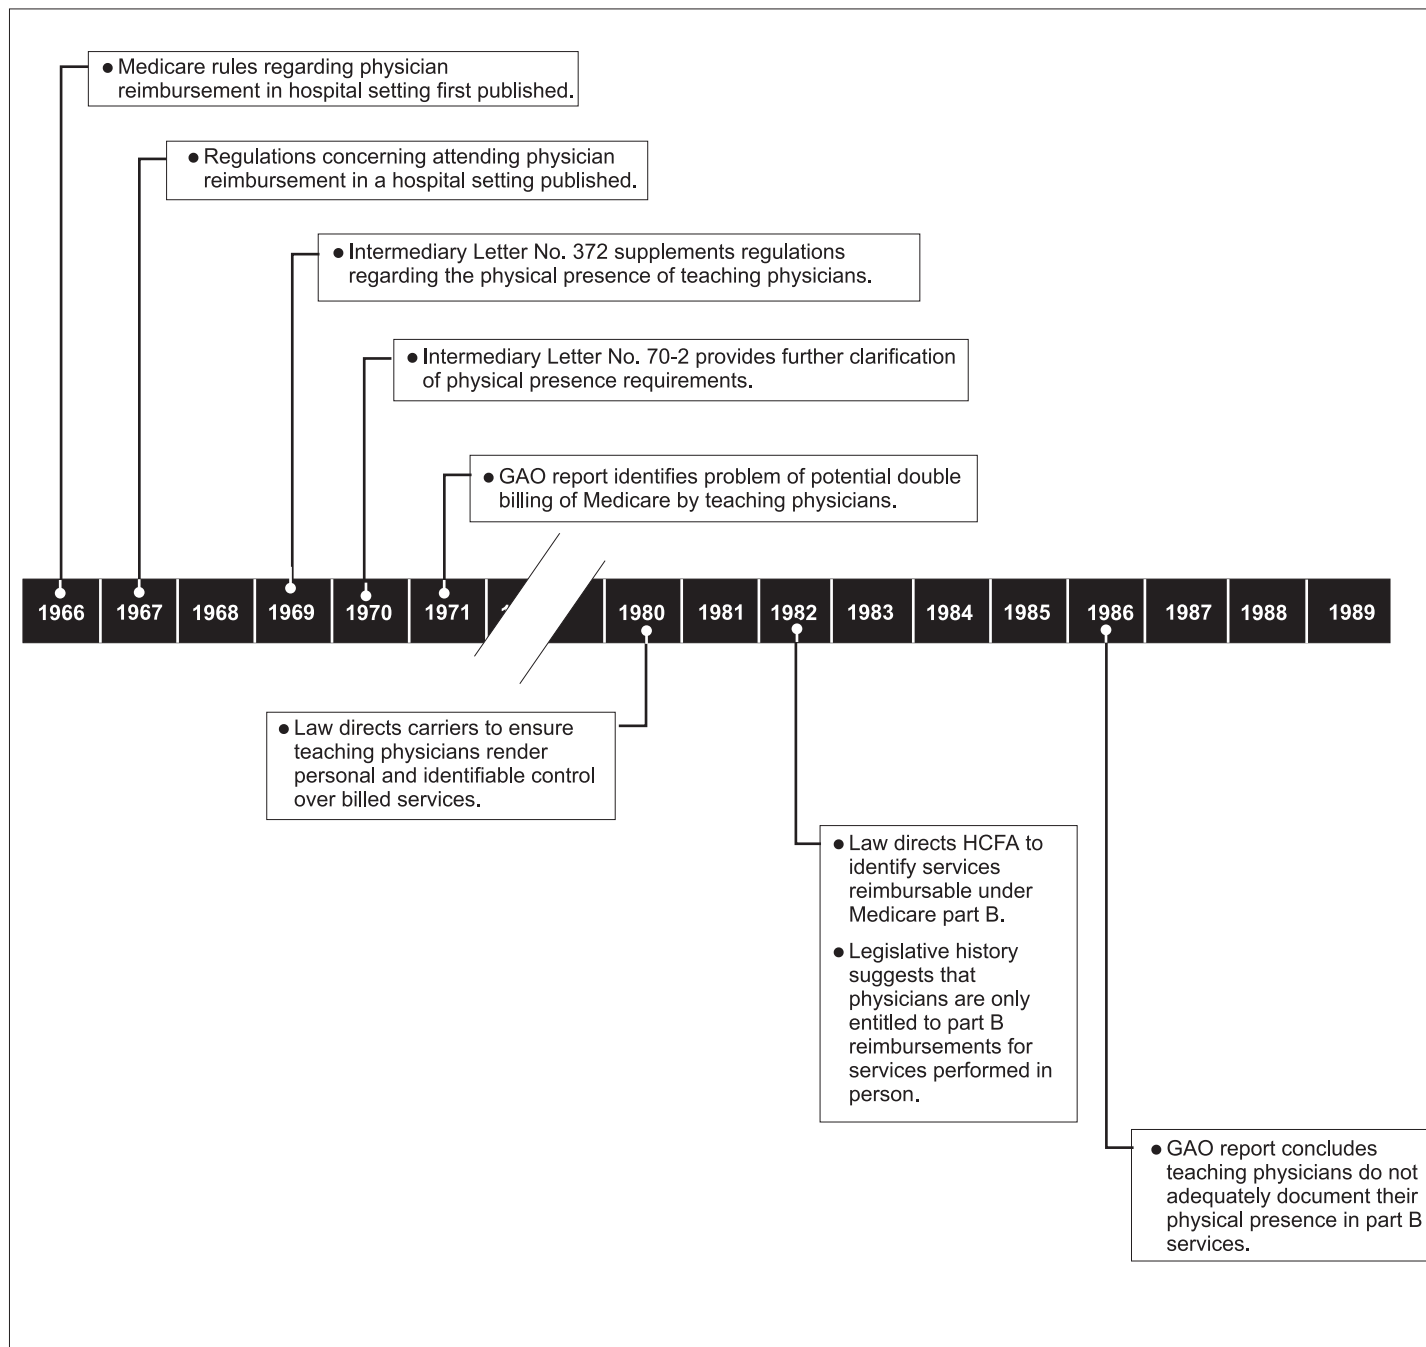 ● Medicare rules regarding physician
reimbursement in hospital setting first published.
● Regulations concerning attending physician
reimbursement in a hospital setting published.
● Intermediary Letter No. 372 supplements regulations
regarding the physical presence of teaching physicians.
● Intermediary Letter No. 70-2 provides further clarification
of physical presence requirements.
● GAO report identifies problem of potential double
billing of Medicare by teaching physicians.
1966 1967 1968 1969 1970 1971 1980 1981 1982 1983 1984 1985 1986 1987 1988 1989
● Law directs carriers to ensure
teaching physicians render
personal and identifiable control
over billed services.
● Law directs HCFA to
identify services
reimbursable under
Medicare part B.
● Legislative history
suggests that
physicians are only
entitled to part B
reimbursements for
services performed in
person.
● GAO report concludes
teaching physicians do not
adequately document their
physical presence in part B
services.